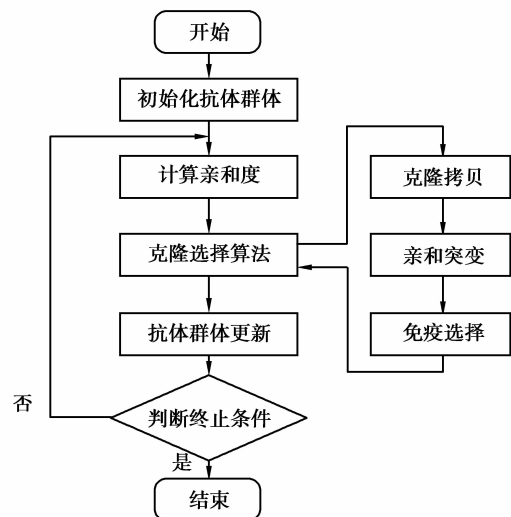 开始
初始化抗体群体
计算亲和度
克隆选择算法
抗体群体更新
判断终止条件
否
是
结束
克隆拷贝
亲和突变
免疫选择